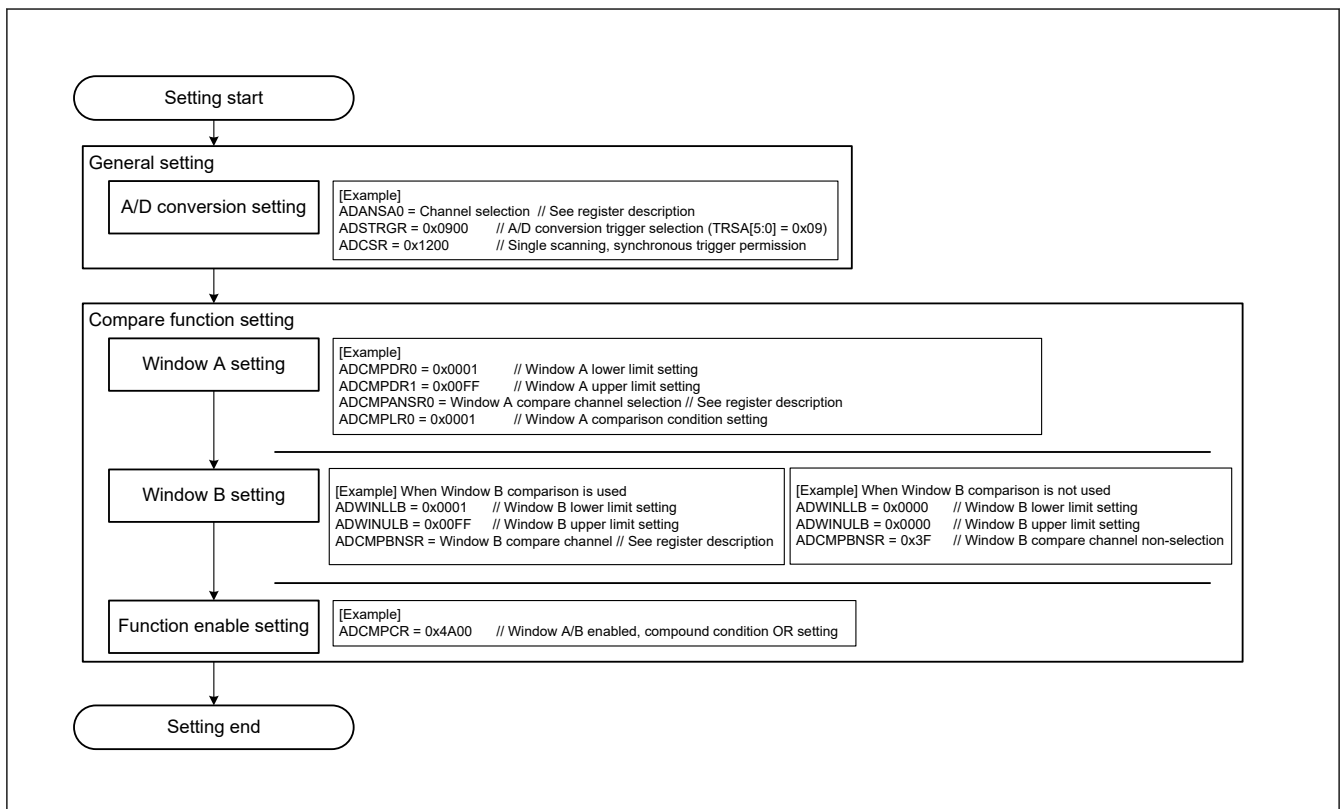 Setting start
General setting
A/D conversion setting
[Example]
ADANSA0 = Channel selection // See register description
ADSTRGR = 0x0900 // A/D conversion trigger selection (TRSA[5:0] = 0x09)
ADCSR = 0x1200 // Single scanning, synchronous trigger permission
Compare function setting
Window A setting
[Example]
ADCMPDR0 = 0x0001 // Window A lower limit setting
ADCMPDR1 = 0x00FF // Window A upper limit setting
ADCMPANSR0 = Window A compare channel selection // See register description
ADCMPLR0 = 0x0001 // Window A comparison condition setting
Window B setting
[Example] When Window B comparison is used
ADWINLLB = 0x0001 // Window B lower limit setting
ADWINULB = 0x00FF // Window B upper limit setting
ADCMPBNSR = Window B compare channel // See register description
[Example] When Window B comparison is not used
ADWINLLB = 0x0000 // Window B lower limit setting
ADWINULB = 0x0000 // Window B upper limit setting
ADCMPBNSR = 0x3F // Window B compare channel non-selection
Function enable setting
[Example]
ADCMPCR = 0x4A00 // Window A/B enabled, compound condition OR setting
Setting end